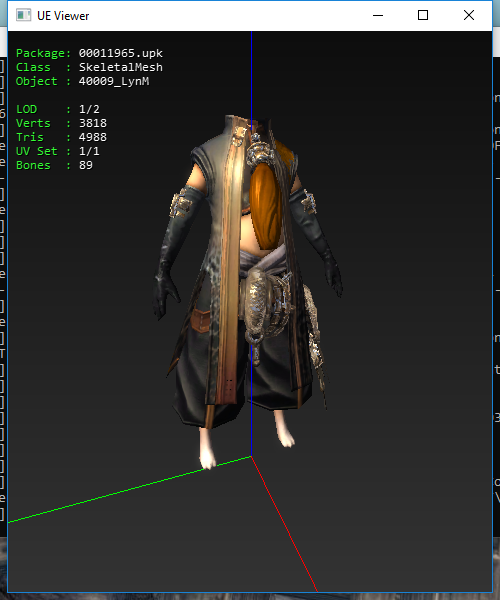 UE Viewer
Package: 00011965.upk
Class : SkeletalMesh
Object : 40009_LynM
LOD : 1/2
Verts : 3818
Tris : 4988
UV Set : 1/1
Bones : 89